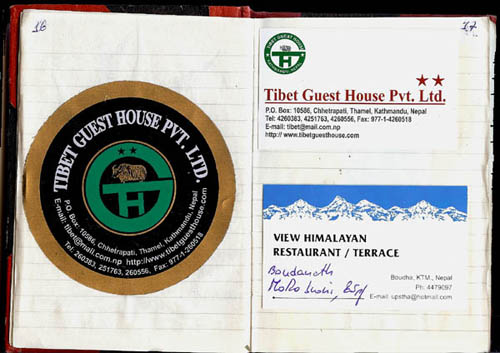 16
TIBET GUEST HOUSE PVT. LTD.
P.O. Box: 10586, Chhetrapati, Thamel, Kathmandu, Nepal
E-mail: tibet@mail.com.np http://www.tibetguesthouse.com
Tel: 260383, 251763, 260556, Fax: 977-1-260518
TIBET GUEST HOUSE
Tibet Guest House Pvt. Ltd.
P.O. Box: 10586, Chhetrapati, Thamel, Kathmandu, Nepal
Tel: 4260383, 4251763, 4260556, Fax: 977-1-4260518
E-mail: tibet@mail.com.np
http://www.tibetguesthouse.com
VIEW HIMALAYAN
RESTAURANT / TERRACE
Boudha, KTM., Nepal
Ph: 4479097
E-mail: upstha@hotmail.com